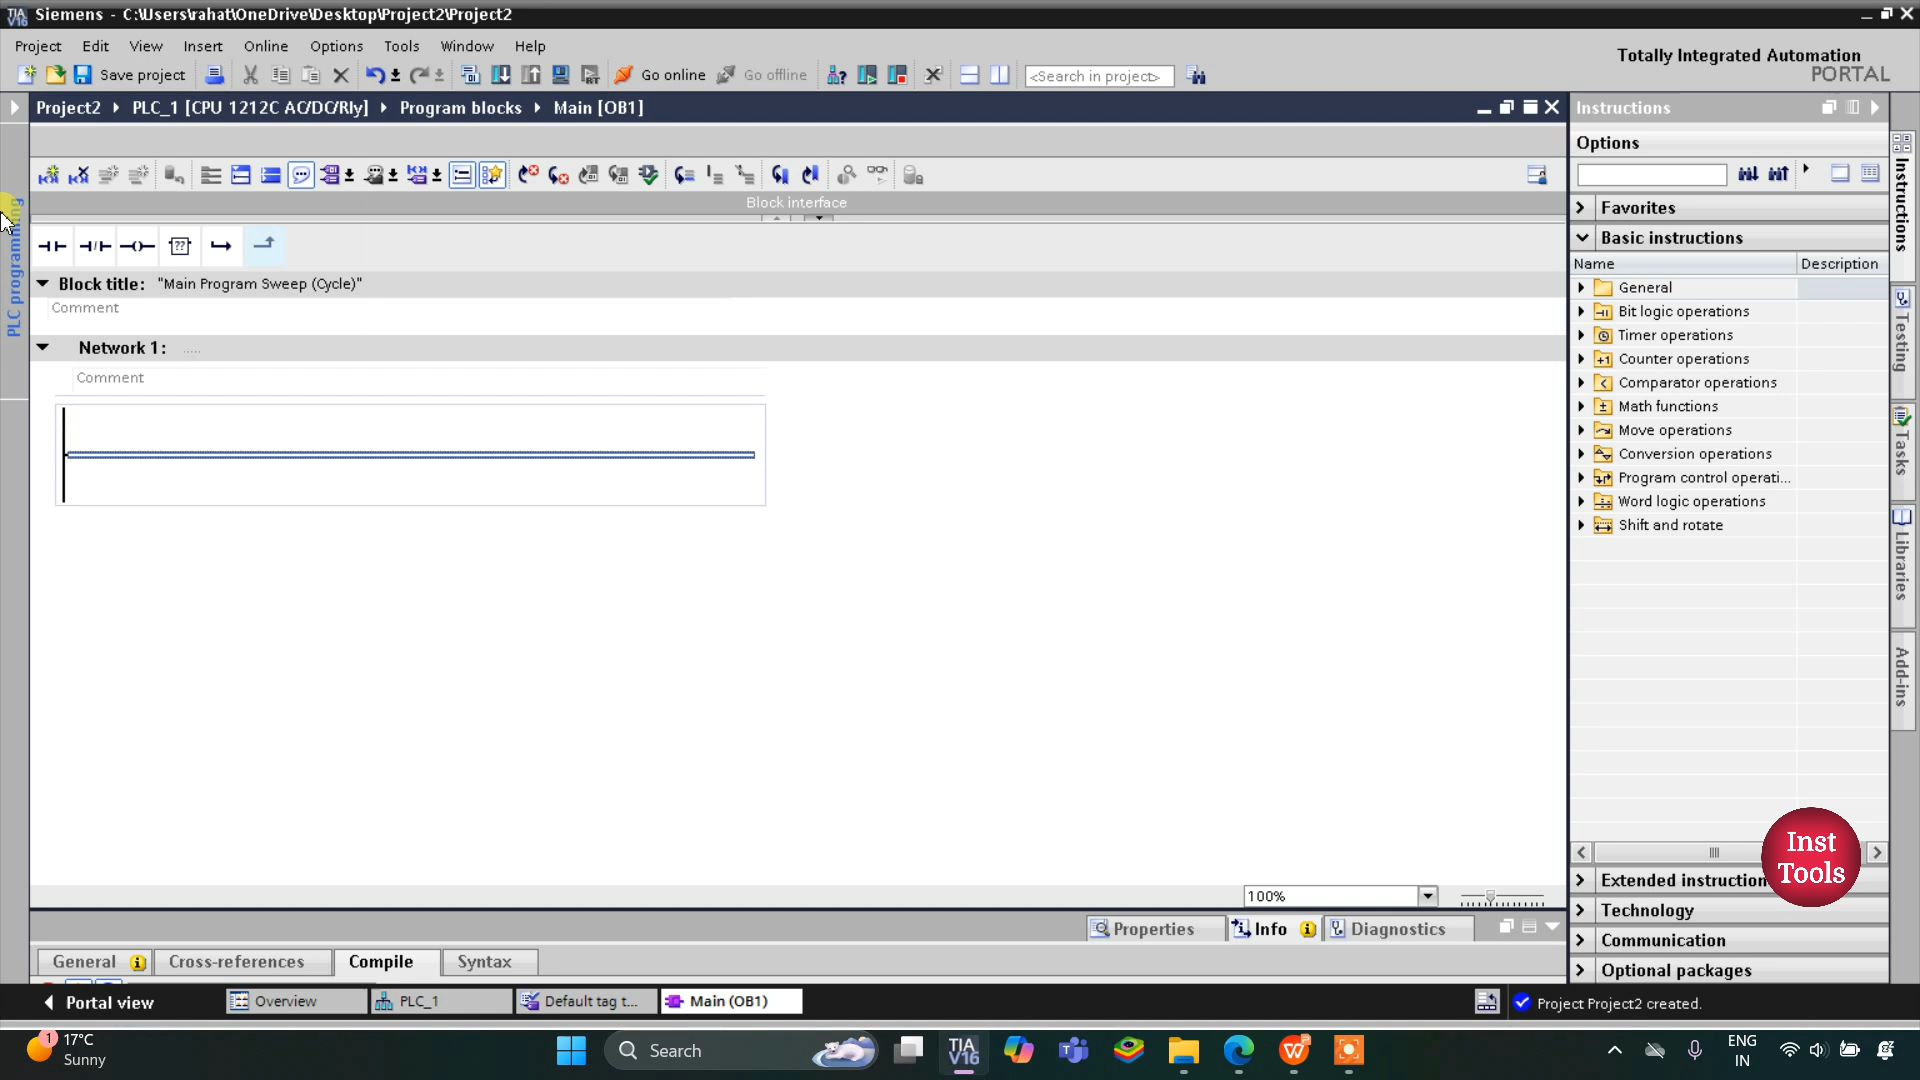 Siemens - C:\Users\rahat\OneDrive\Desktop\Project2\Project2
Project Edit View Insert Online Options Tools Window Help
Totally Integrated Automation
PORTAL
Save project Go online Go offline <Search in project>
Project2 PLC_1 [CPU 1212C AC/DC/Rly] Program blocks Main [OB1]
Instructions
Options
Block interface
PLC programming
Favorites
Basic instructions
Name Description
Block title: "Main Program Sweep (Cycle)"
Comment
Network 1: .....
Comment
General
Bit logic operations
Timer operations
Counter operations
Comparator operations
Math functions
Move operations
Conversion operations
Program control operati...
Word logic operations
Shift and rotate
Instructions
Testing
Tasks
Libraries
Add-ins
Inst
Tools
100%
Extended instruction
Technology
Communication
Optional packages
Properties Info Diagnostics
General Cross-references Compile Syntax
Portal view Overview PLC_1 Default tag t... Main (OB1) Project Project2 created.
1 17°C
Sunny
Search
TIA
V16
ENG
IN